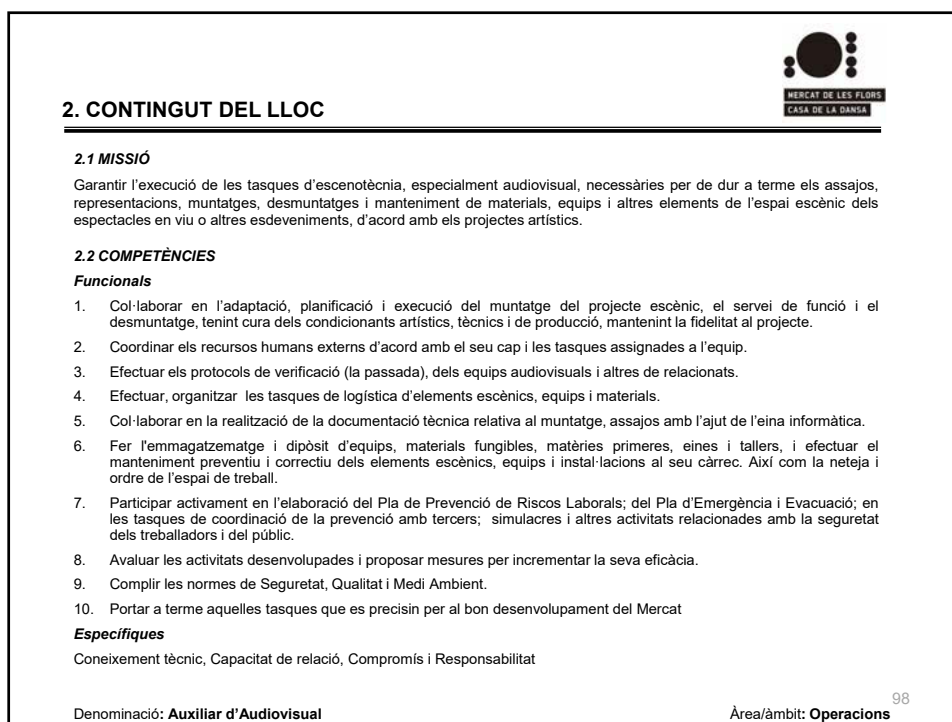 MERCAT DE LES FLORS
CASA DE LA DANSA
2. CONTINGUT DEL LLOC
2.1 MISSIÓ
Garantir l’execució de les tasques d’escenotècnia, especialment audiovisual, necessàries per de dur a terme els assajos,
representacions, muntatges, desmuntatges i manteniment de materials, equips i altres elements de l’espai escènic dels
espectacles en viu o altres esdeveniments, d’acord amb els projectes artístics.
2.2 COMPETÈNCIES
Funcionals
1. Col·laborar en l’adaptació, planificació i execució del muntatge del projecte escènic, el servei de funció i el
desmuntatge, tenint cura dels condicionants artístics, tècnics i de producció, mantenint la fidelitat al projecte.
2. Coordinar els recursos humans externs d’acord amb el seu cap i les tasques assignades a l’equip.
3. Efectuar els protocols de verificació (la passada), dels equips audiovisuals i altres de relacionats.
4. Efectuar, organitzar les tasques de logística d’elements escènics, equips i materials.
5. Col·laborar en la realització de la documentació tècnica relativa al muntatge, assajos amb l’ajut de l’eina informàtica.
6. Fer l'emmagatzematge i dipòsit d’equips, materials fungibles, matèries primeres, eines i tallers, i efectuar el
manteniment preventiu i correctiu dels elements escènics, equips i instal·lacions al seu càrrec. Així com la neteja i
ordre de l’espai de treball.
7. Participar activament en l’elaboració del Pla de Prevenció de Riscos Laborals; del Pla d’Emergència i Evacuació; en
les tasques de coordinació de la prevenció amb tercers; simulacres i altres activitats relacionades amb la seguretat
dels treballadors i del públic.
8. Avaluar les activitats desenvolupades i proposar mesures per incrementar la seva eficàcia.
9. Complir les normes de Seguretat, Qualitat i Medi Ambient.
10. Portar a terme aquelles tasques que es precisin per al bon desenvolupament del Mercat
Específiques
Coneixement tècnic, Capacitat de relació, Compromís i Responsabilitat
98
Denominació: Auxiliar d’Audiovisual Àrea/àmbit: Operacions